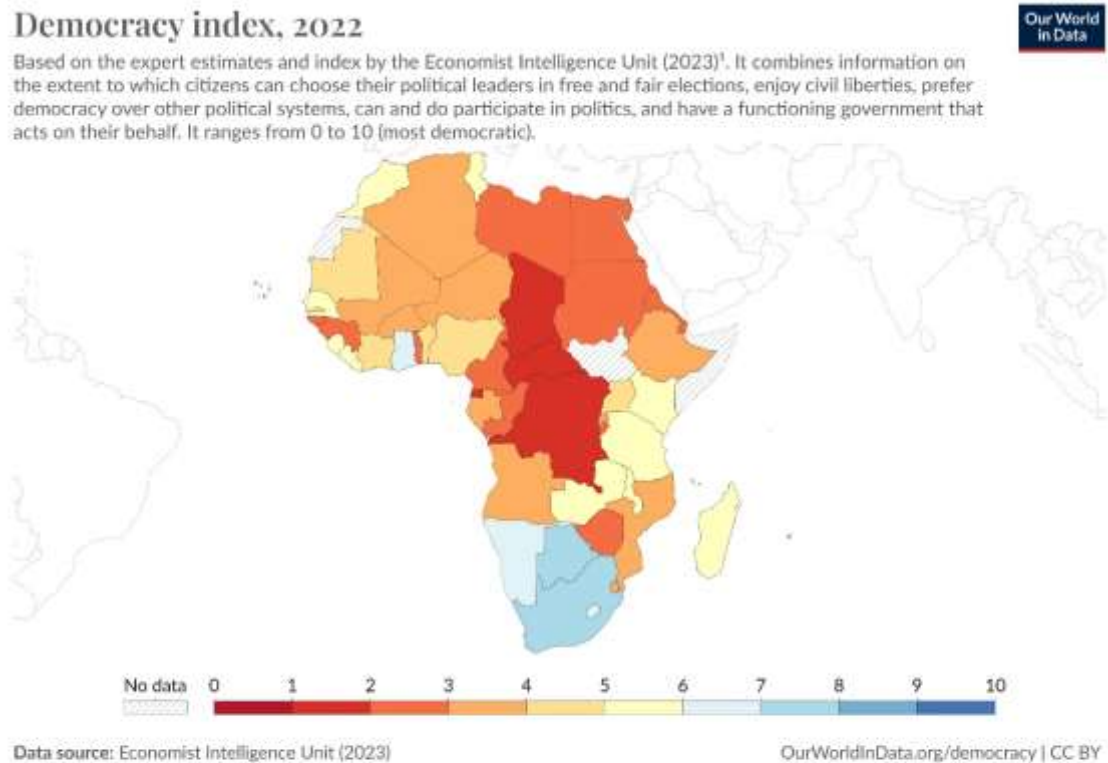 Democracy index, 2022
Our World
in Data
Based on the expert estimates and index by the Economist Intelligence Unit (2023)¹. It combines information on
the extent to which citizens can choose their political leaders in free and fair elections, enjoy civil liberties, prefer
democracy over other political systems, can and do participate in politics, and have a functioning government that
acts on their behalf. It ranges from 0 to 10 (most democratic).
No data 0 1 2 3 4 5 6 7 8 9 10
Data source: Economist Intelligence Unit (2023)
OurWorldInData.org/democracy | CC BY